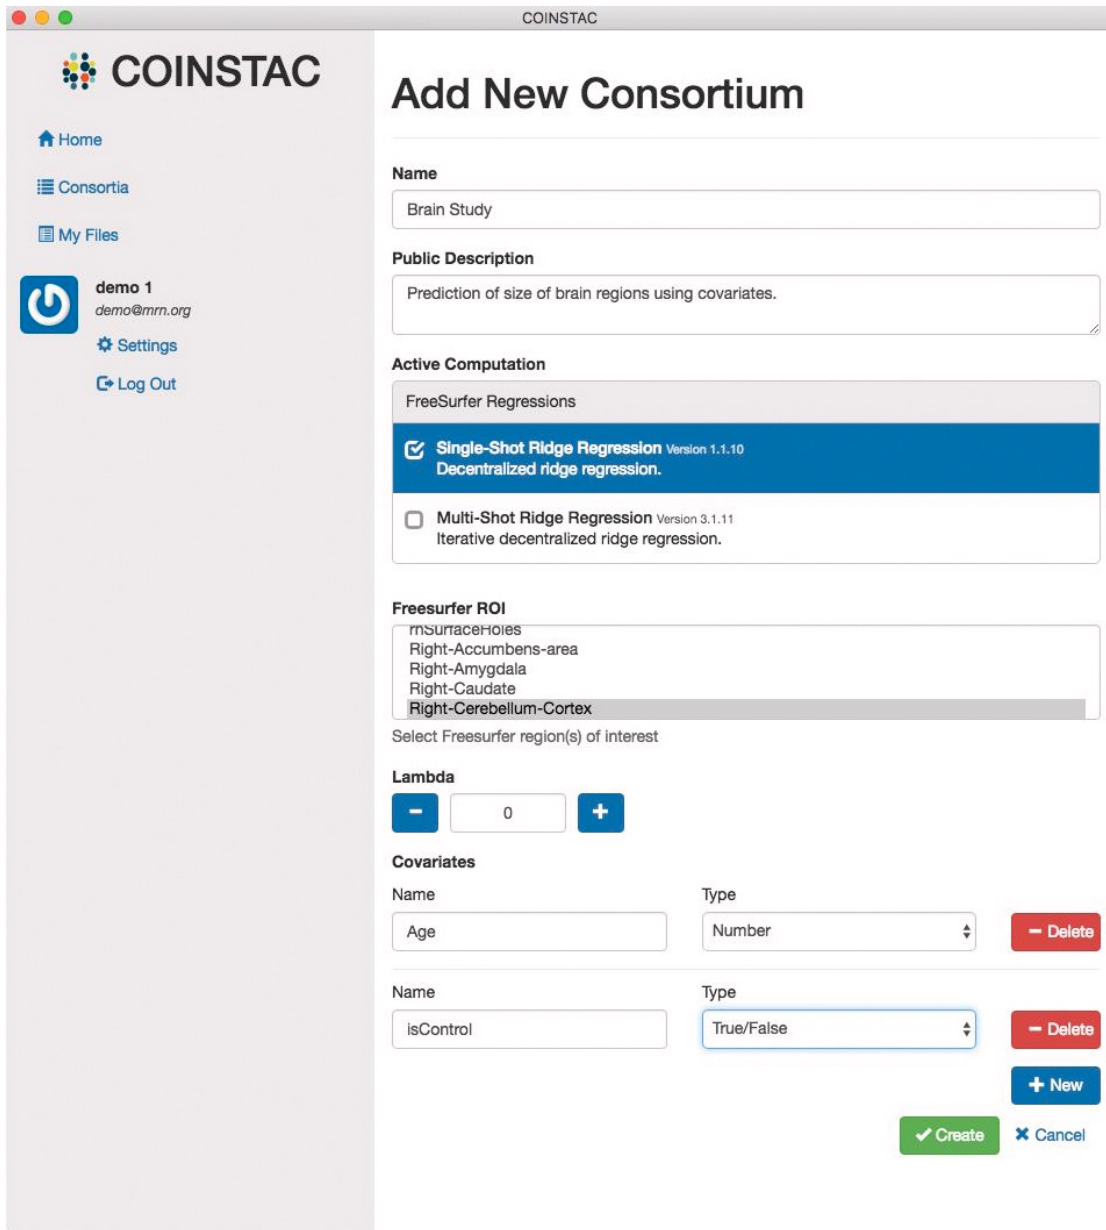 COINSTAC
COINSTAC
Home
Consortia
My Files
demo 1
demo@mrn.org
Settings
Log Out
Add New Consortium
Name
Brain Study
Public Description
Prediction of size of brain regions using covariates.
Active Computation
FreeSurfer Regressions
Single-Shot Ridge Regression Version 1.1.10
Decentralized ridge regression.
Multi-Shot Ridge Regression Version 3.1.11
Iterative decentralized ridge regression.
Freesurfer ROI
rhSurfaceHoles
Right-Accumbens-area
Right-Amygdala
Right-Caudate
Right-Cerebellum-Cortex
Select Freesurfer region(s) of interest
Lambda
0
Covariates
Name Type
Age Number Delete
Name Type
isControl True/False Delete
New
Create Cancel